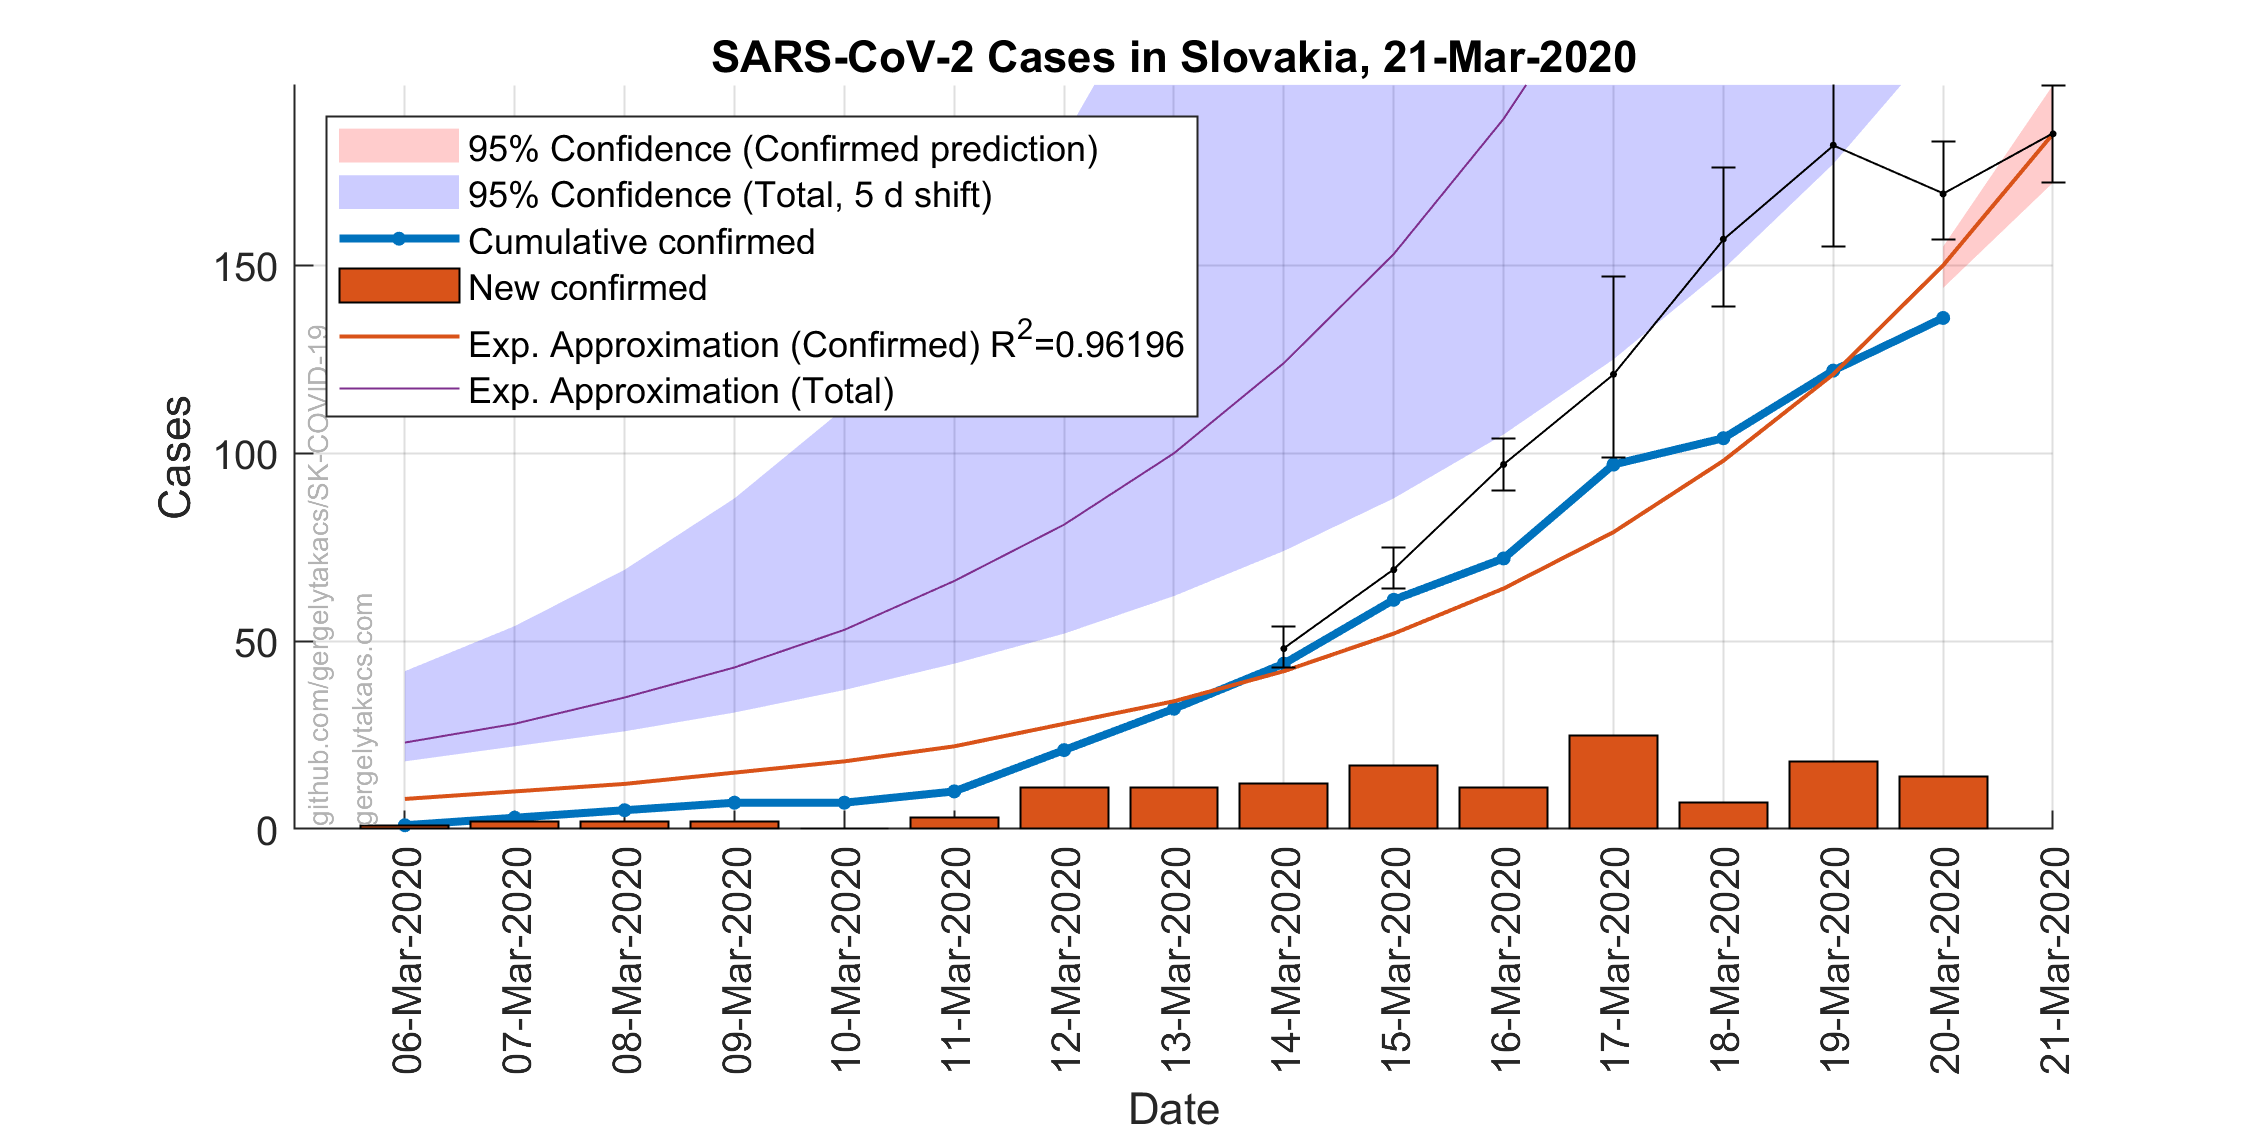 SARS-CoV-2 Cases in Slovakia, 21-Mar-2020
95% Confidence (Confirmed prediction)
95% Confidence (Total, 5 d shift)
Cumulative confirmed
New confirmed
Exp. Approximation (Confirmed) R²=0.96196
Exp. Approximation (Total)
Cases
150
100
50
0
github.com/gergelytakacs/SK-COVID-19
gergelytakacs.com
06-Mar-2020
07-Mar-2020
08-Mar-2020
09-Mar-2020
10-Mar-2020
11-Mar-2020
12-Mar-2020
13-Mar-2020
14-Mar-2020
15-Mar-2020
16-Mar-2020
17-Mar-2020
18-Mar-2020
19-Mar-2020
20-Mar-2020
21-Mar-2020
Date